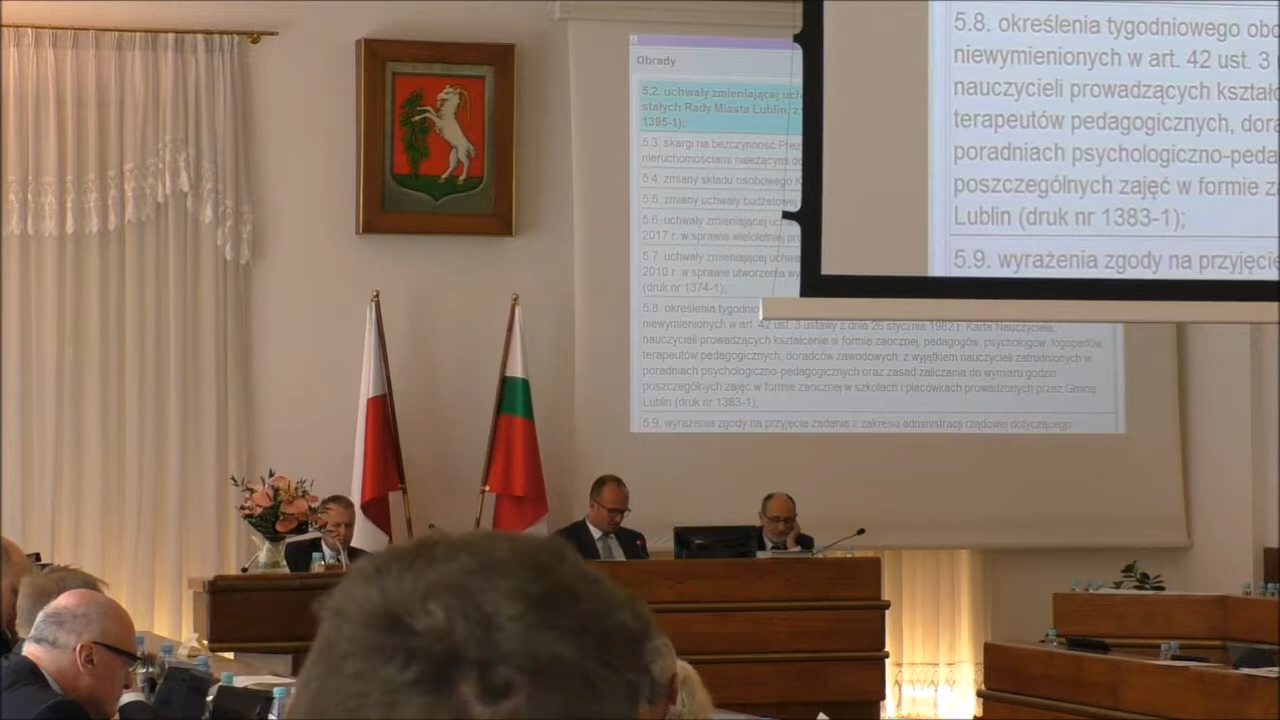 Obrady
5.2. uchwały zmieniającej
stałych Rady Miasta Lublin, z
1395-1);
5.3. skargi na bezczynność
nieruchomościami należącymi do
5.4. zmiany składu osobowego
5.5. zmiany uchwały budżetowej
5.6. uchwały zmieniającej
2017 r. w sprawie wieloletniej
5.7. uchwały zmieniającej
2010 r. w sprawie utworzenia
(druk nr 1374-1);
5.8. określenia
niewymienionych w art. 42 ust. 3 ustawy z dnia 26 stycznia 1982 r. Karta Nauczyciela,
nauczycieli prowadzących kształcenie w formie zaocznej, pedagogów, psychologów, logopedów,
terapeutów pedagogicznych, doradców zawodowych, z wyjątkiem nauczycieli zatrudnionych w
poradniach psychologiczno-pedagogicznych oraz zasad zaliczania do wymiaru godzin
poszczególnych zajęć w formie zaocznej w szkołach i placówkach prowadzonych przez Gminę
Lublin (druk nr 1383-1);
5.9. wyrażenia zgody na przyjęcie zadania z zakresu administracji rządowej dotyczącego
5.8. określenia tygodniowego
niewymienionych w art. 42 ust. 3
nauczycieli prowadzących
terapeutów pedagogicznych,
poradniach
poszczególnych zajęć w formie
Lublin (druk nr 1383-1);
5.9. wyrażenia zgody na przyjęcie